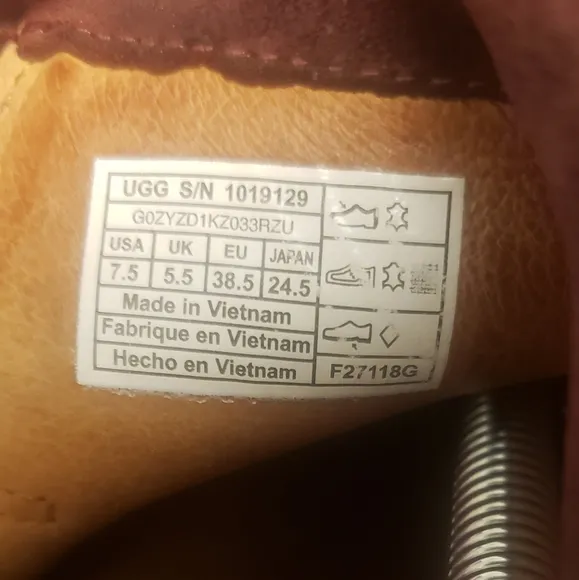 UGG S/N 1019129
G0ZYZD1KZ033RZU
USA UK EU JAPAN
7.5 5.5 38.5 24.5
Made in Vietnam
Fabrique en Vietnam
Hecho en Vietnam
F27118G